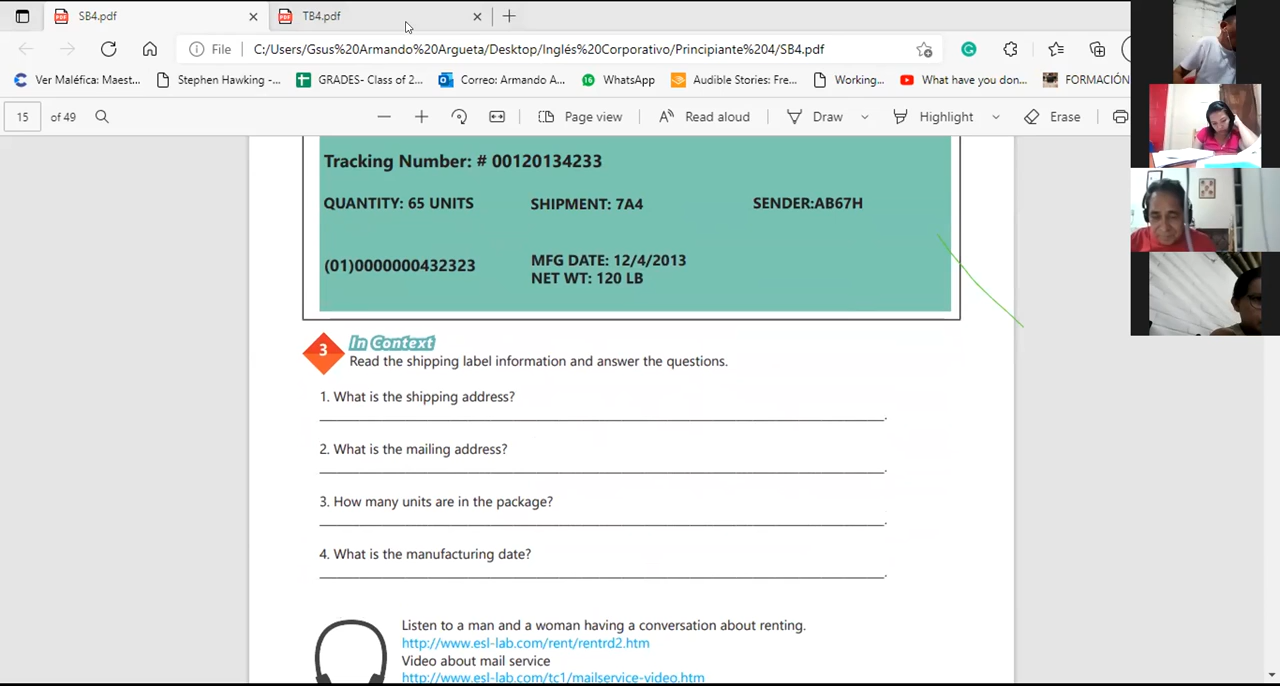 SB4.pdf
TB4.pdf
File
C:/Users/Gsus%20Armando%20Argueta/Desktop/Inglés%20Corporativo/Principiante%204/SB4.pdf
Ver Maléfica: Maest...
Stephen Hawking -...
GRADES- Class of 2...
Correo: Armando A...
WhatsApp
Audible Stories: Fre...
Working...
What have you don...
FORMACIÓN
15 of 49
Page view
Read aloud
Draw
Highlight
Erase
Tracking Number: # 00120134233
QUANTITY: 65 UNITS SHIPMENT: 7A4 SENDER:AB67H
(01)0000000432323 MFG DATE: 12/4/2013
NET WT: 120 LB
3 In Context
Read the shipping label information and answer the questions.
1. What is the shipping address?
2. What is the mailing address?
3. How many units are in the package?
4. What is the manufacturing date?
Listen to a man and a woman having a conversation about renting.
http://www.esl-lab.com/rent/rentrd2.htm
Video about mail service
http://www.esl-lab.com/tc1/mailservice-video.htm